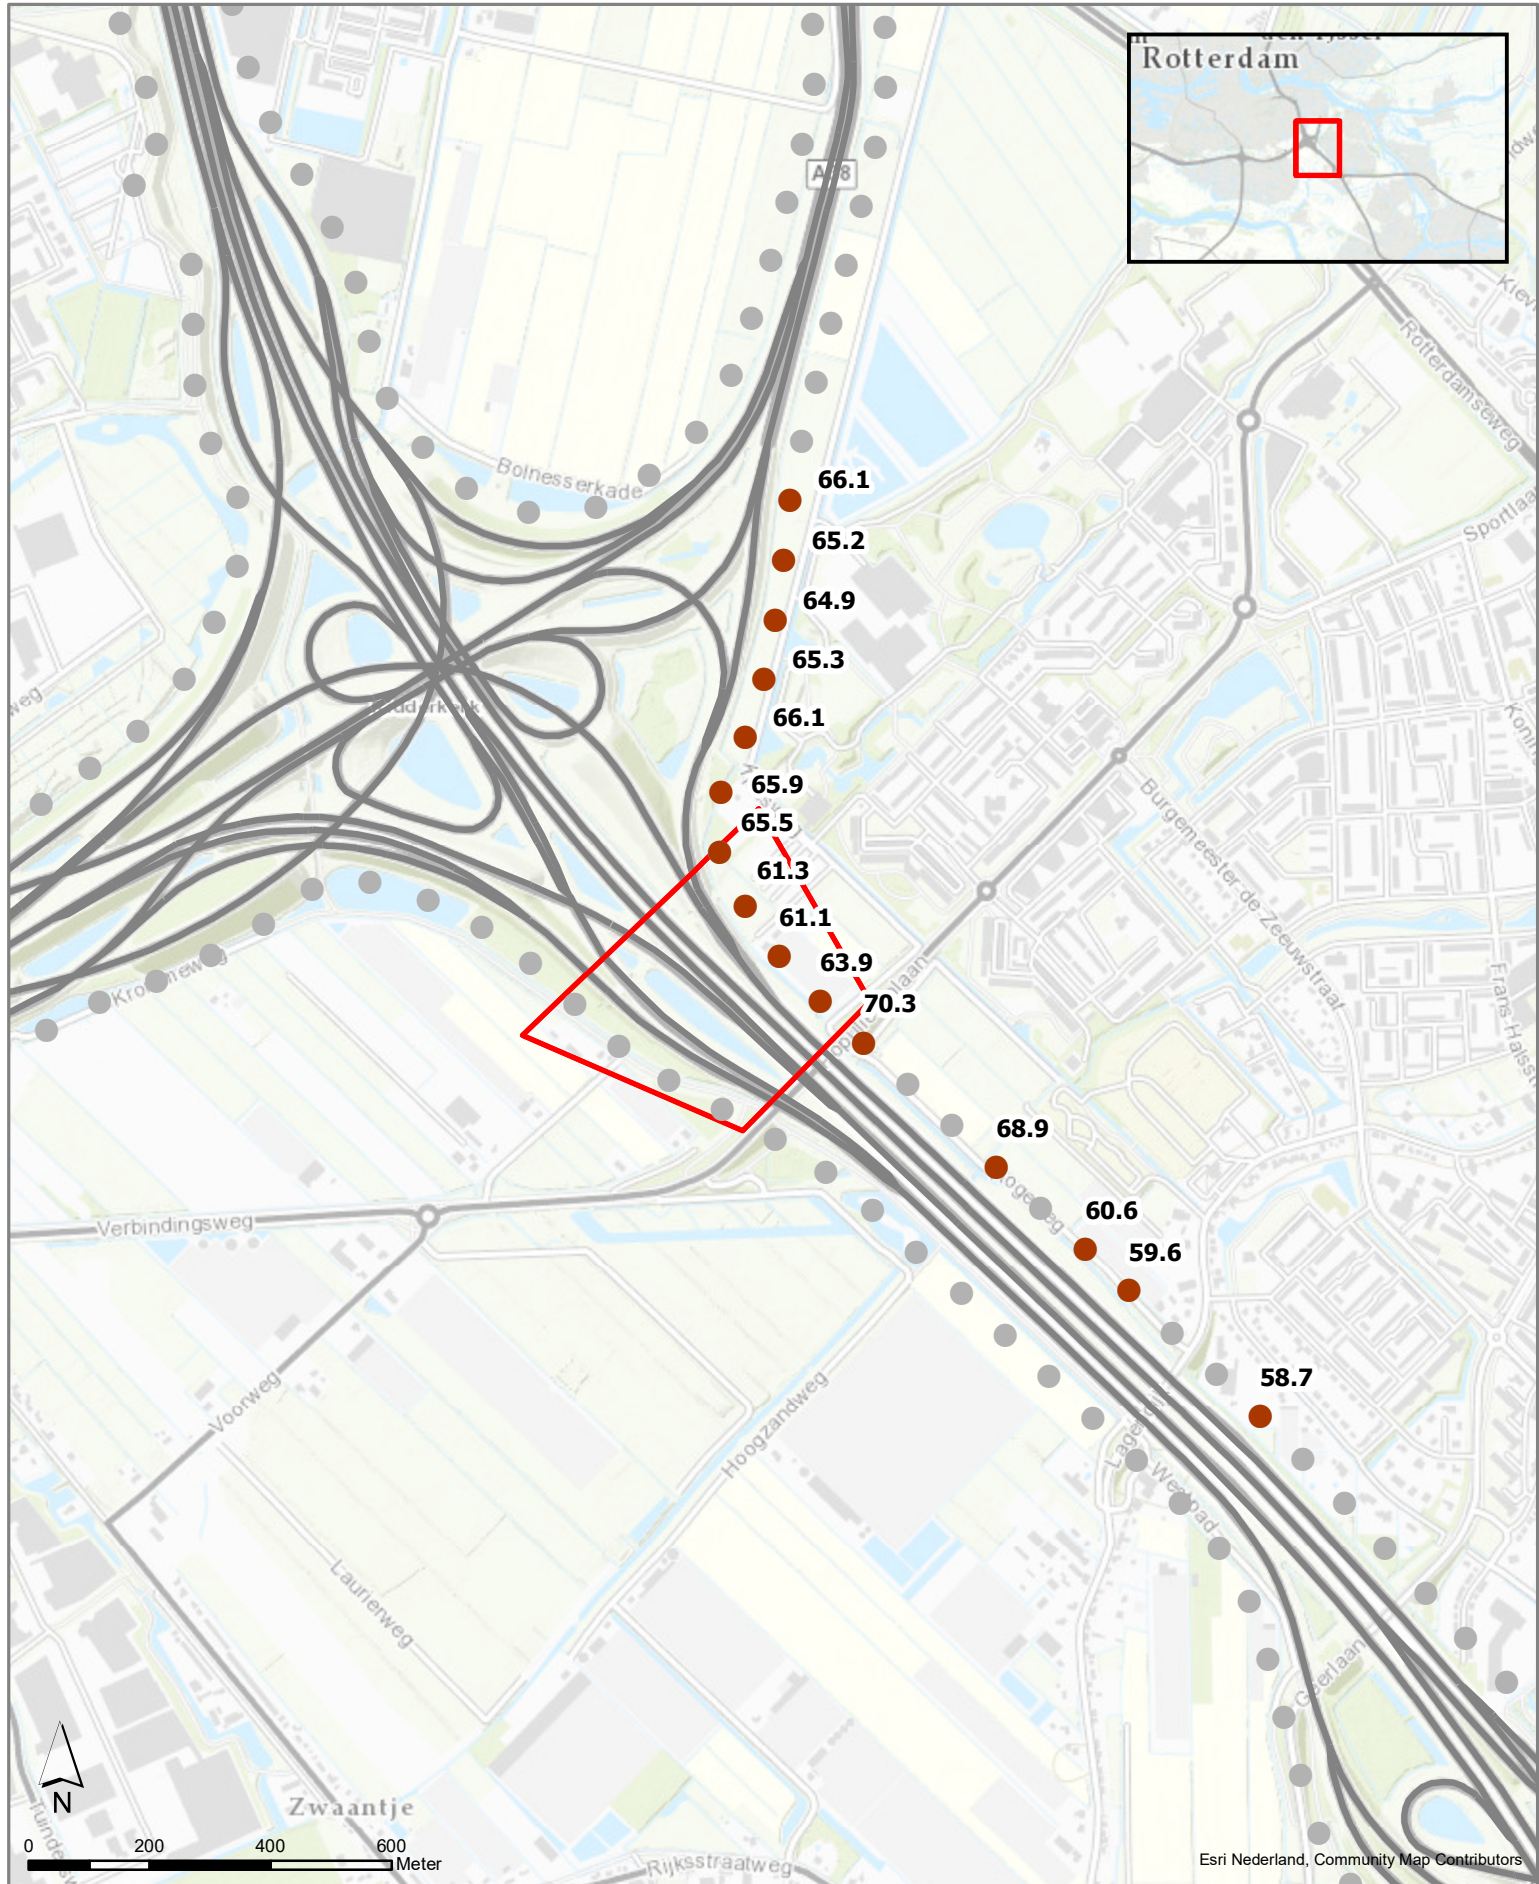 Rotterdam
Bolnesserkade
66.1
65.2
64.9
65.3
66.1
65.9
65.5
61.3
61.1
63.9
70.3
68.9
60.6
59.6
58.7
Rotterdamseweg
Burgemeester de Zeeuwstraat
Verbindingsweg
Voorweg
Hoogzandweg
Westpad
Laurierweg
Geerlaan
Zwaantje
Rijksstraatweg
N
0 200 400 600
Meter
Esri Nederland, Community Map Contributors